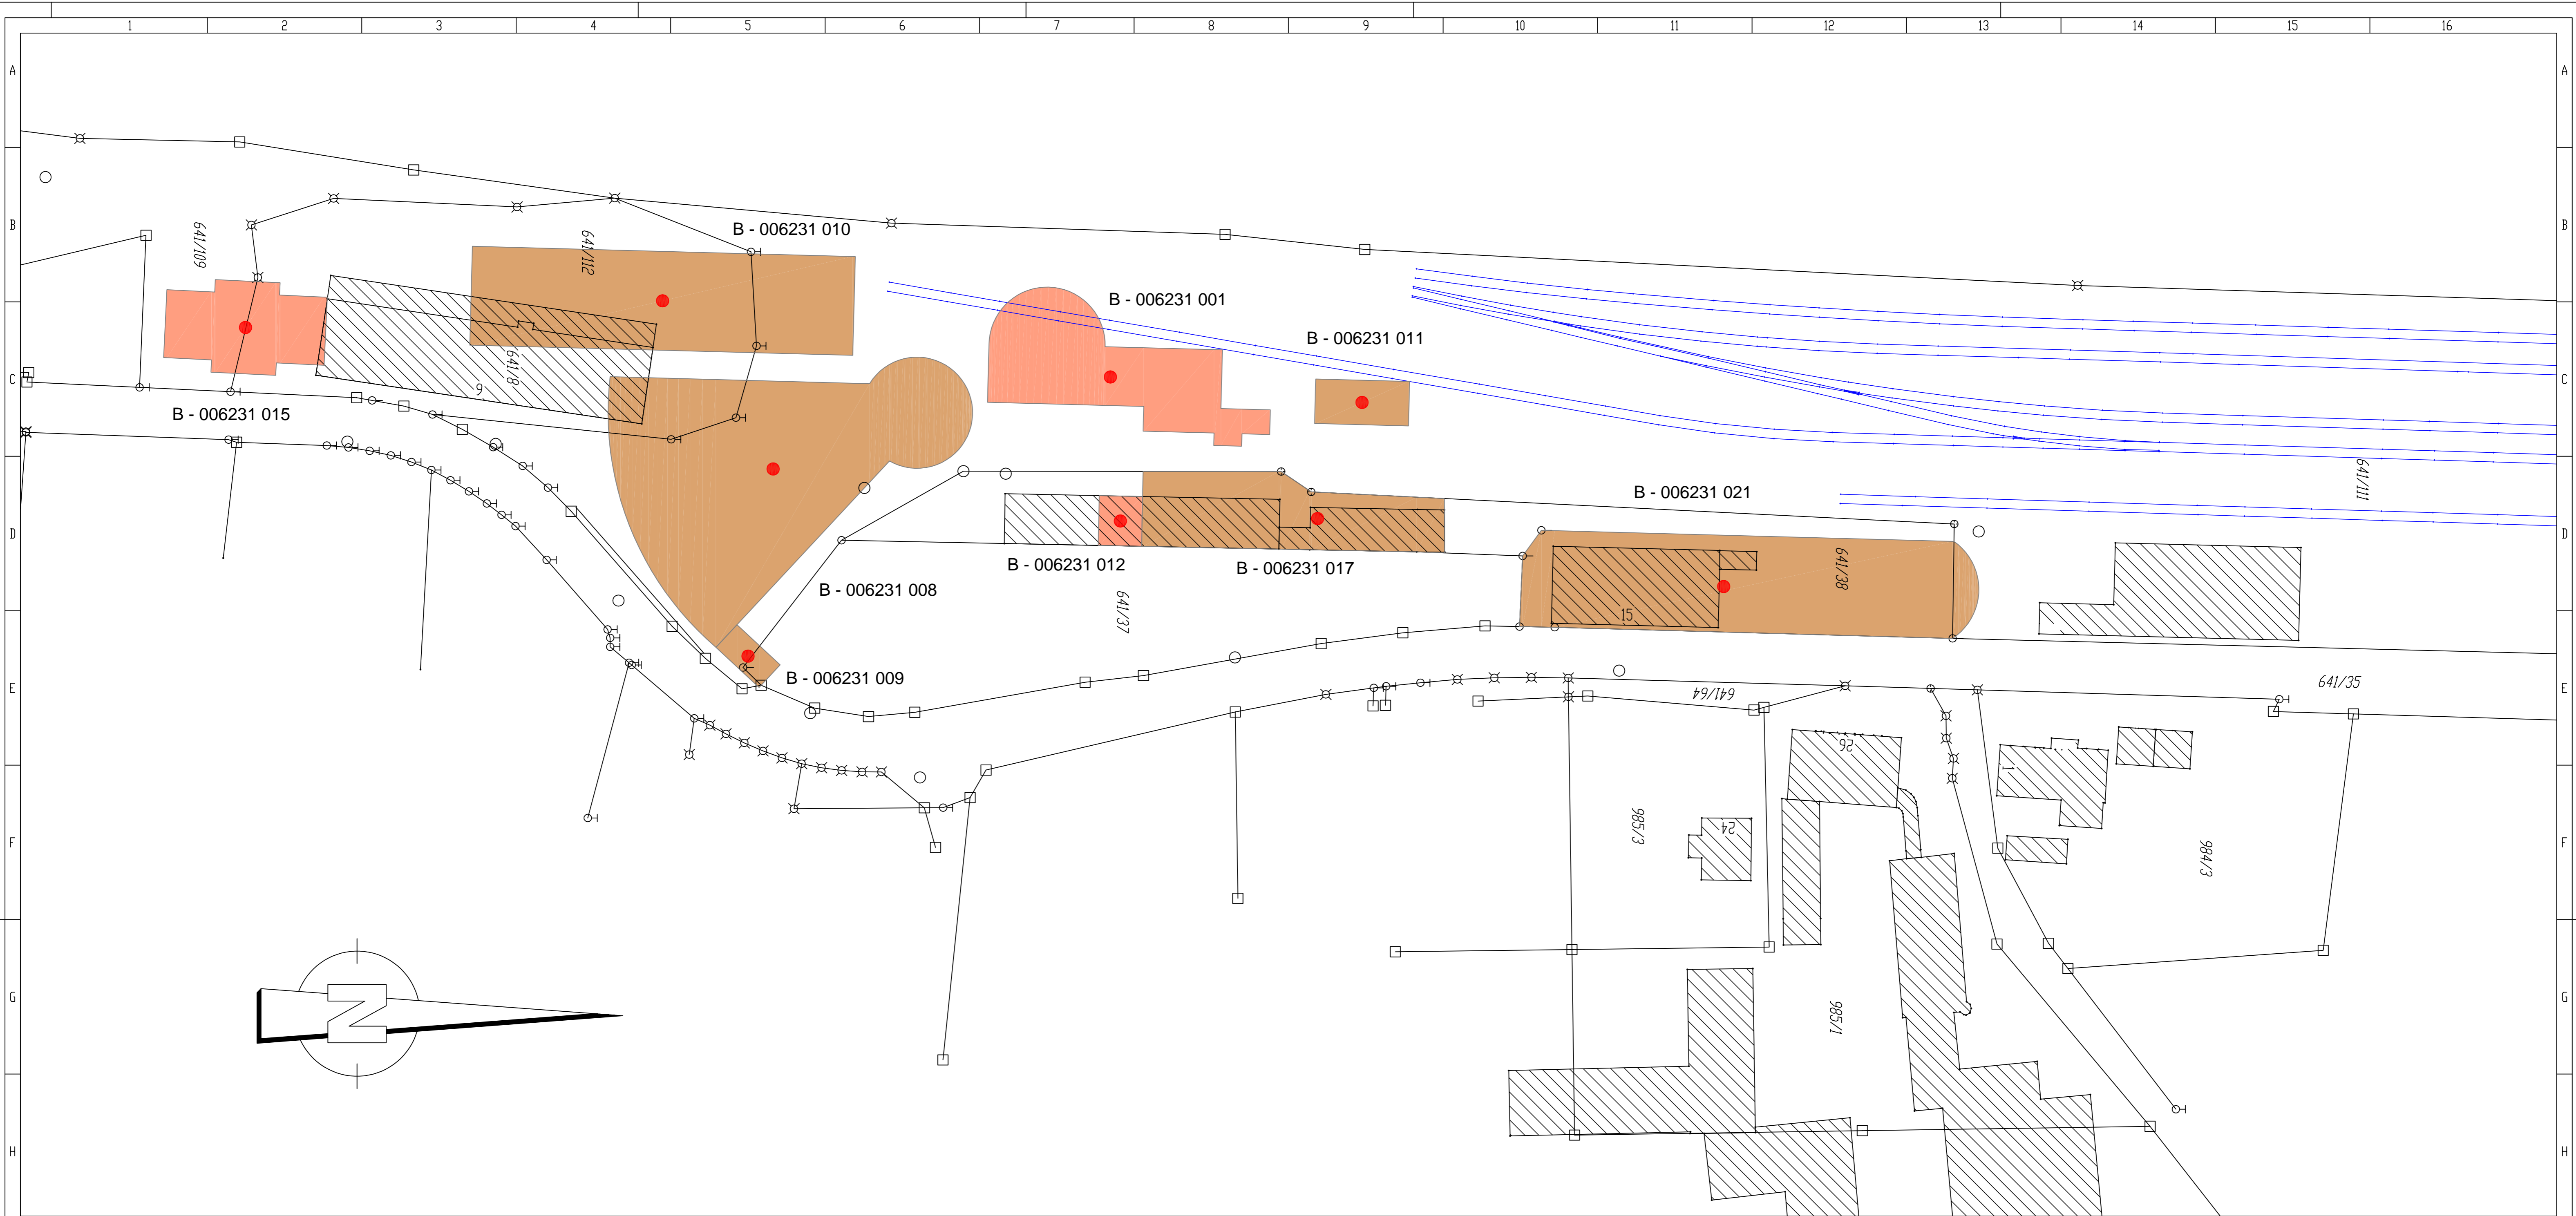 1 2 3 4 5 6 7 8 9 10 11 12 13 14 15 16
A A
B - 006231 010
B 641/109 641/112 B
B - 006231 001
B - 006231 011
641/8
C 9 C
B - 006231 015
641/111
B - 006231 021
D D
B - 006231 012
B - 006231 017
641/38
B - 006231 008
641/37
15
B - 006231 009
E 641/64 641/35 E
26
1
985/3 24
F 984/3 F
G N 985/1 G
H H